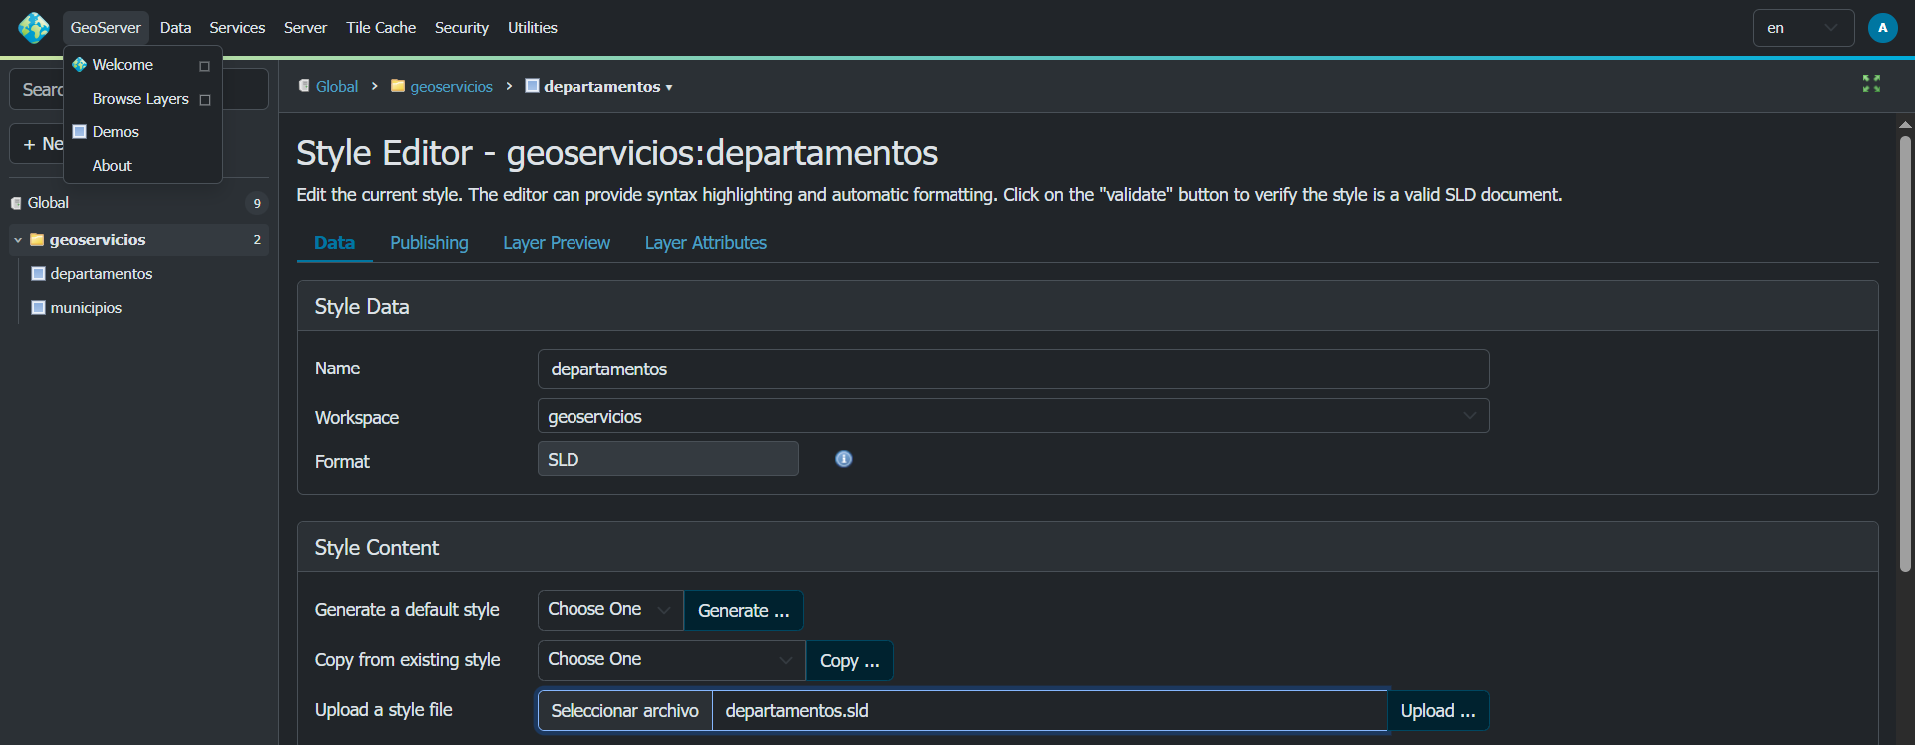 GeoServer Data Services Server Tile Cache Security Utilities en A
Welcome
Browse Layers
Demos
About
Searc
+ Ne
Global 9
geoservicios 2
departamentos
municipios
Global > geoservicios > departamentos ▾
Style Editor - geoservicios:departamentos
Edit the current style. The editor can provide syntax highlighting and automatic formatting. Click on the "validate" button to verify the style is a valid SLD document.
Data Publishing Layer Preview Layer Attributes
Style Data
Name departamentos
Workspace geoservicios
Format SLD
Style Content
Generate a default style Choose One Generate ...
Copy from existing style Choose One Copy ...
Upload a style file Seleccionar archivo departamentos.sld Upload ...